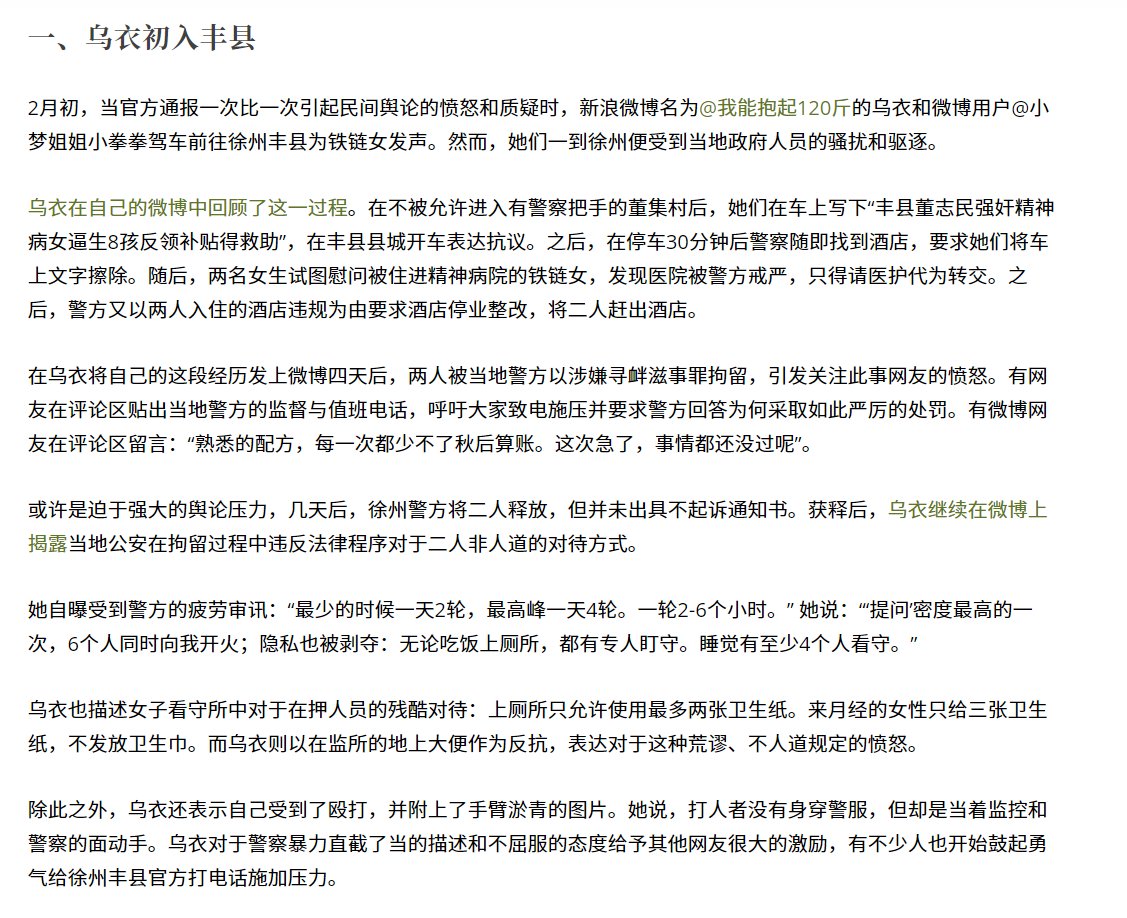 一、乌衣初入丰县
2月初，当官方通报一次比一次引起民间舆论的愤怒和质疑时，新浪微博名为@我能抱起120斤的乌衣和微博用户@小
梦姐姐小拳拳驾车前往徐州丰县为铁链女发声。然而，她们一到徐州便受到当地政府人员的骚扰和驱逐。
乌衣在自己的微博中回顾了这一过程。在不被允许进入有警察把手的董集村后，她们在车上写下“丰县董志民强奸精神
病女逼生8孩反领补贴得救助”，在丰县县城开车表达抗议。之后，在停车30分钟后警察随即找到酒店，要求她们将车
上文字擦除。随后，两名女生试图慰问被住进精神病院的铁链女，发现医院被警方戒严，只得请医护代为转交。之
后，警方又以两人入住的酒店违规为由要求酒店停业整改，将二人赶出酒店。
在乌衣将自己的这段经历发上微博四天后，两人被当地警方以涉嫌寻衅滋事罪拘留，引发关注此事网友的愤怒。有网
友在评论区贴出当地警方的监督与值班电话，呼吁大家致电施压并要求警方回答为何采取如此严厉的处罚。有微博网
友在评论区留言：“熟悉的配方，每一次都少不了秋后算账。这次急了，事情都还没过呢”。
或许是迫于强大的舆论压力，几天后，徐州警方将二人释放，但并未出具不起诉通知书。获释后，乌衣继续在微博上
揭露当地公安在拘留过程中违反法律程序对于二人非人道的对待方式。
她自曝受到警方的疲劳审讯：“最少的时候一天2轮，最高峰一天4轮。一轮2-6个小时。” 她说：“‘提问’密度最高的一
次，6个人同时向我开火；隐私也被剥夺：无论吃饭上厕所，都有专人盯守。睡觉有至少4个人看守。”
乌衣也描述女子看守所中对于在押人员的残酷对待：上厕所只允许使用最多两张卫生纸。来月经的女性只给三张卫生
纸，不发放卫生巾。而乌衣则以在监所的地上大便作为反抗，表达对于这种荒谬、不人道规定的愤怒。
除此之外，乌衣还表示自己受到了殴打，并附上了手臂淤青的图片。她说，打人者没有身穿警服，但却是当着监控和
警察的面动手。乌衣对于警察暴力直截了当的描述和不屈服的态度给予其他网友很大的激励，有不少人也开始鼓起勇
气给徐州丰县官方打电话施加压力。